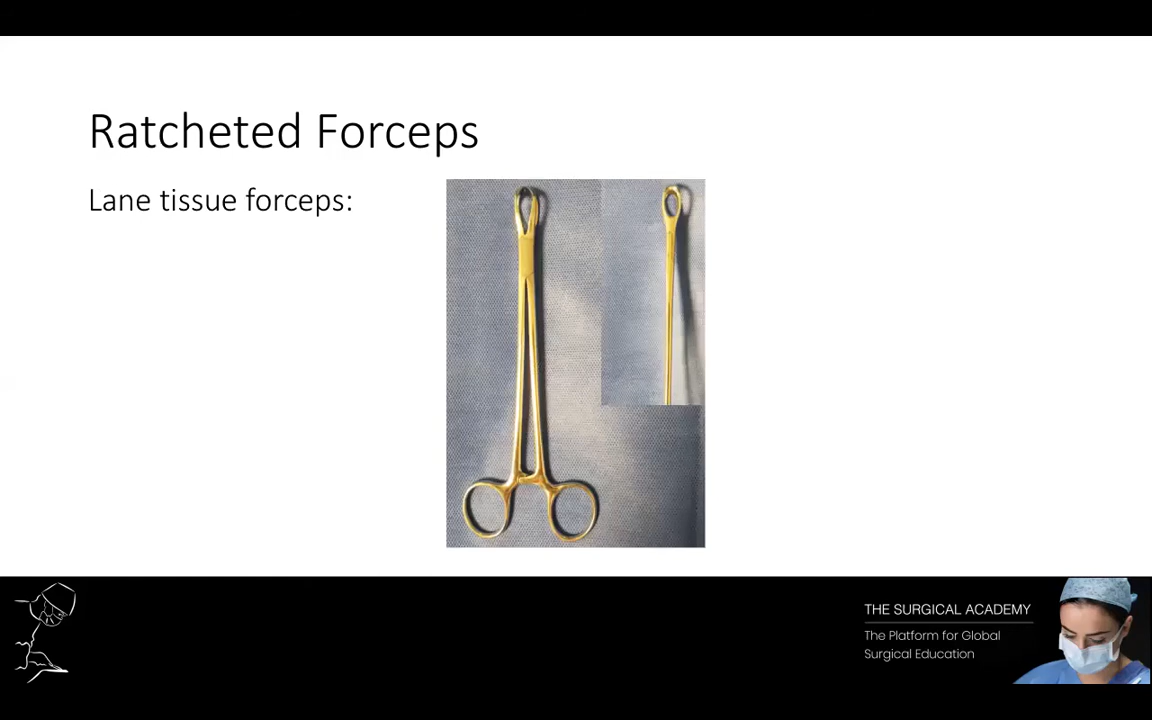 Ratcheted Forceps
Lane tissue forceps:
THE SURGICAL ACADEMY
The Platform for Global
Surgical Education